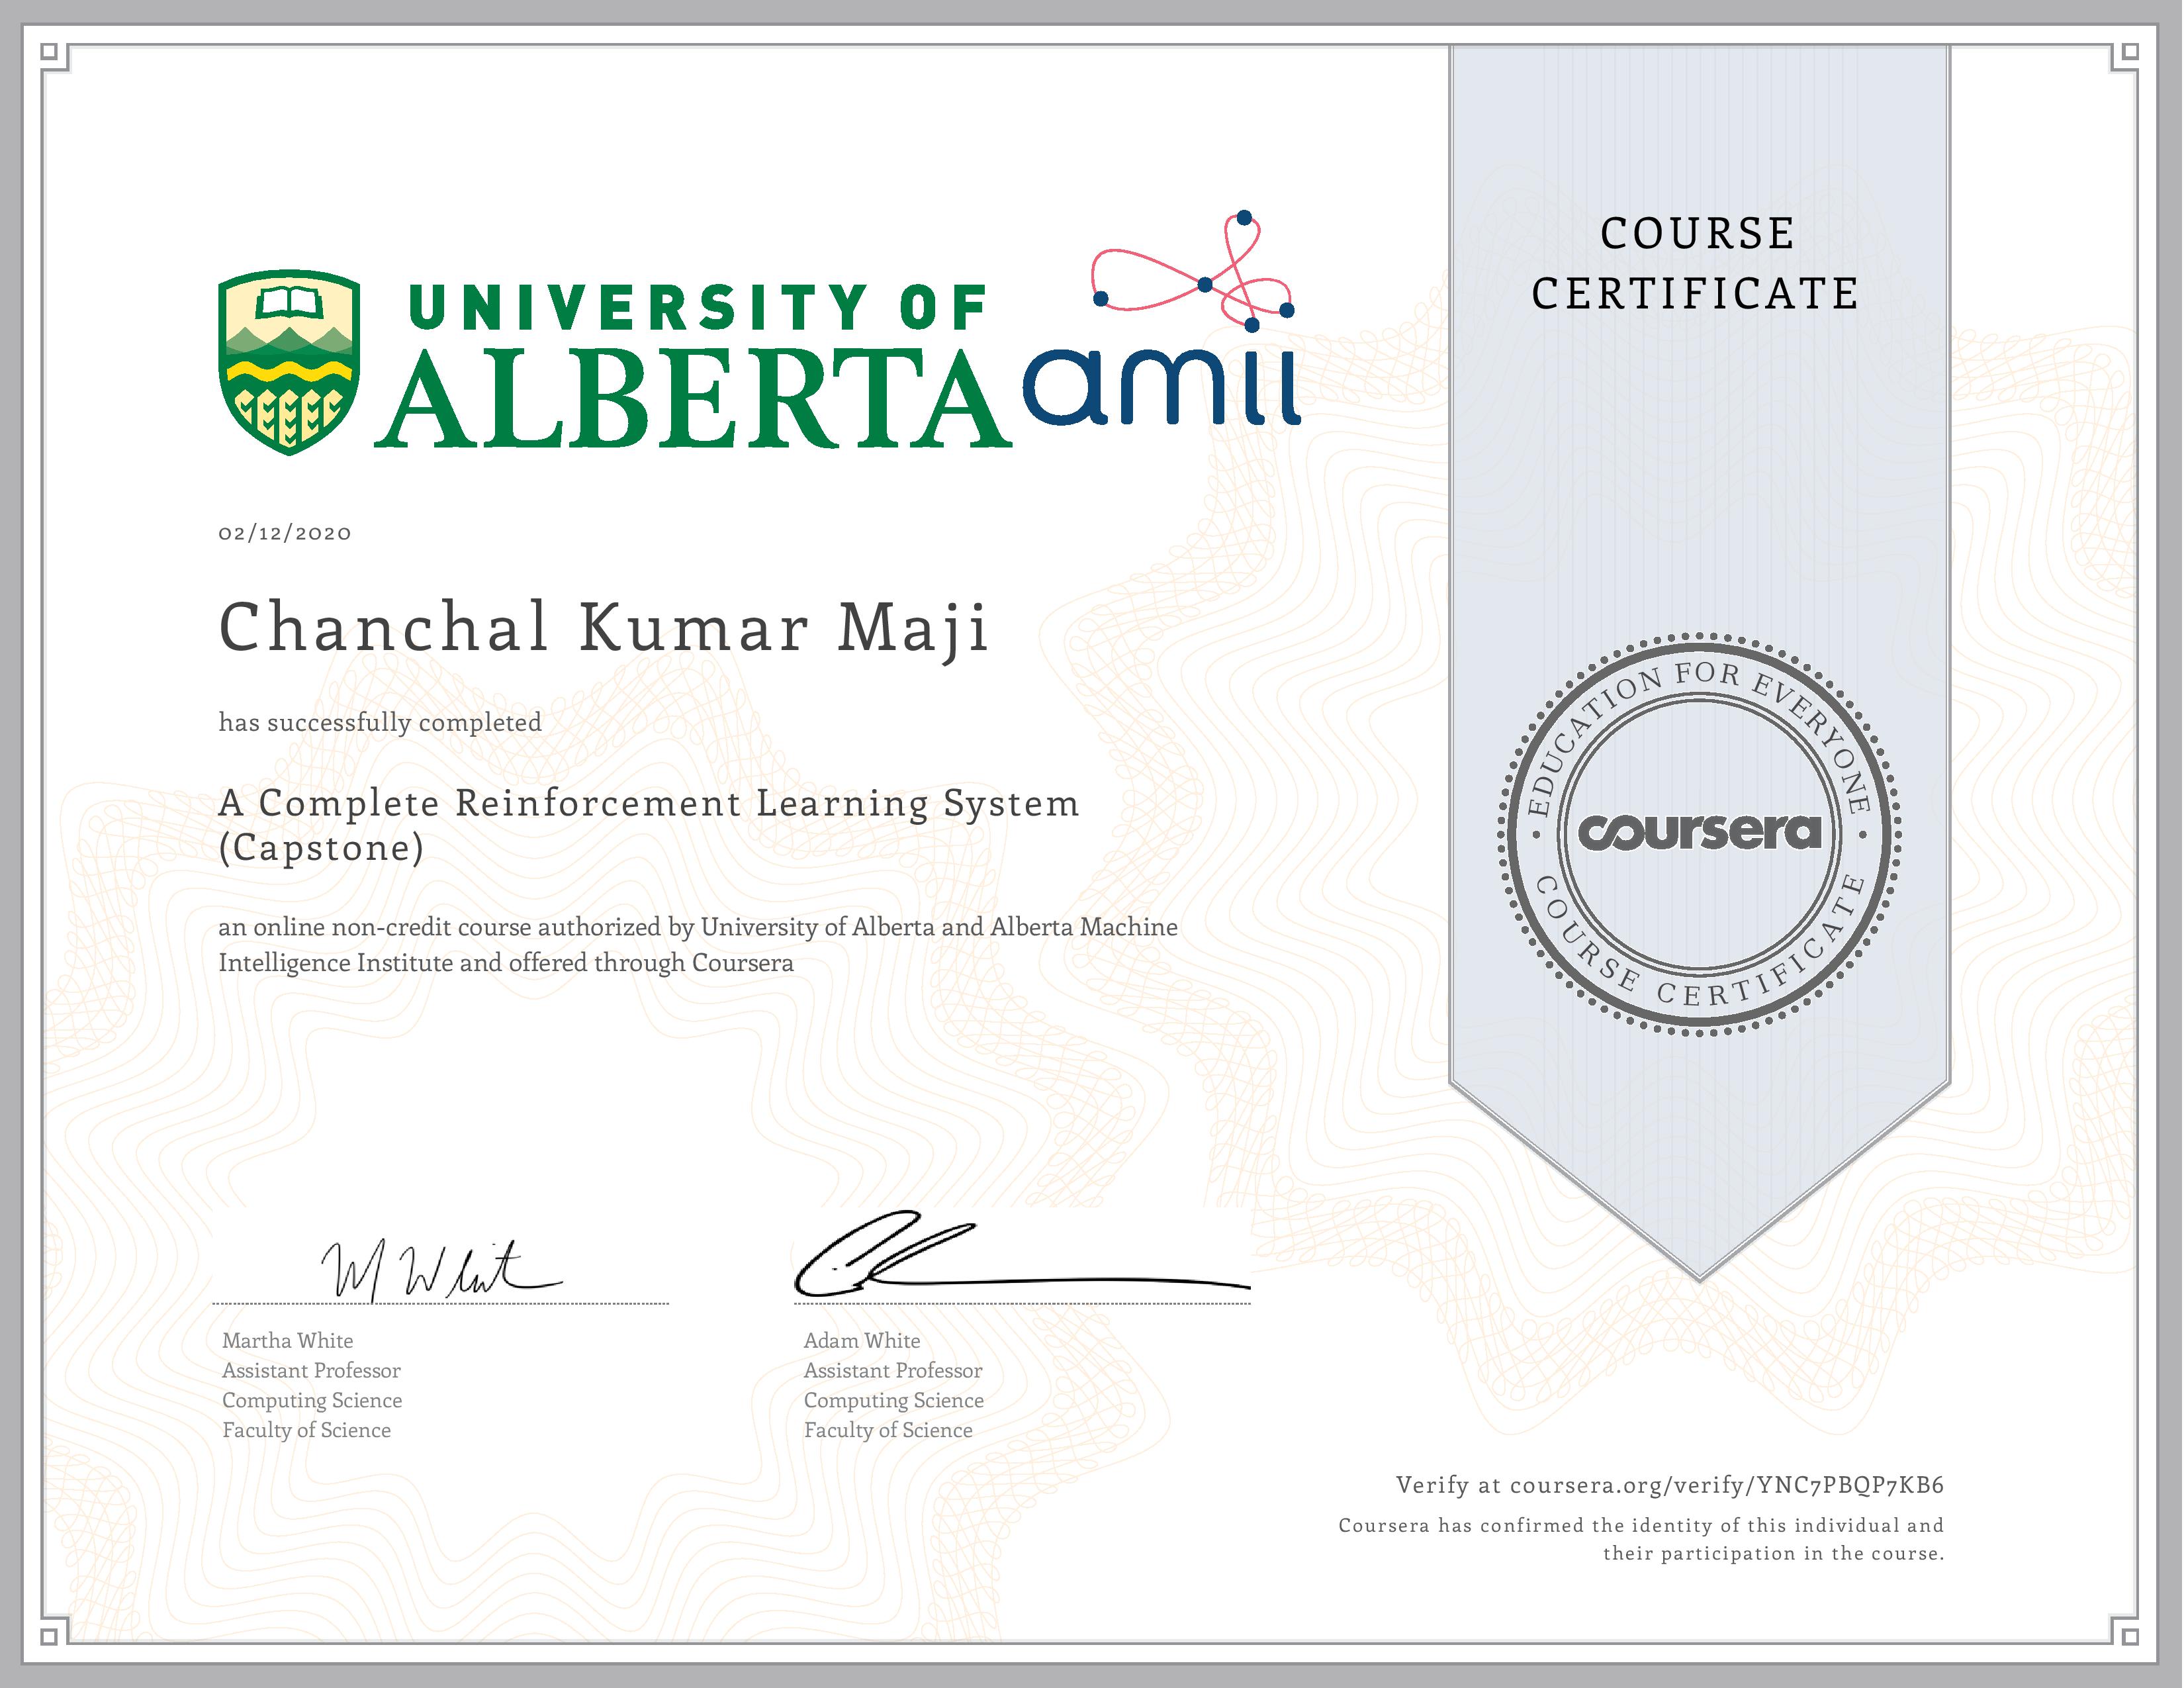 UNIVERSITY OF
ALBERTA
amii
COURSE
CERTIFICATE
02/12/2020
Chanchal Kumar Maji
has successfully completed
A Complete Reinforcement Learning System
(Capstone)
an online non-credit course authorized by University of Alberta and Alberta Machine
Intelligence Institute and offered through Coursera
EDUCATION FOR EVERYONE
coursera
COURSE CERTIFICATE
M White
Martha White
Assistant Professor
Computing Science
Faculty of Science
Adam White
Assistant Professor
Computing Science
Faculty of Science
Verify at coursera.org/verify/YNC7PBQP7KB6
Coursera has confirmed the identity of this individual and
their participation in the course.